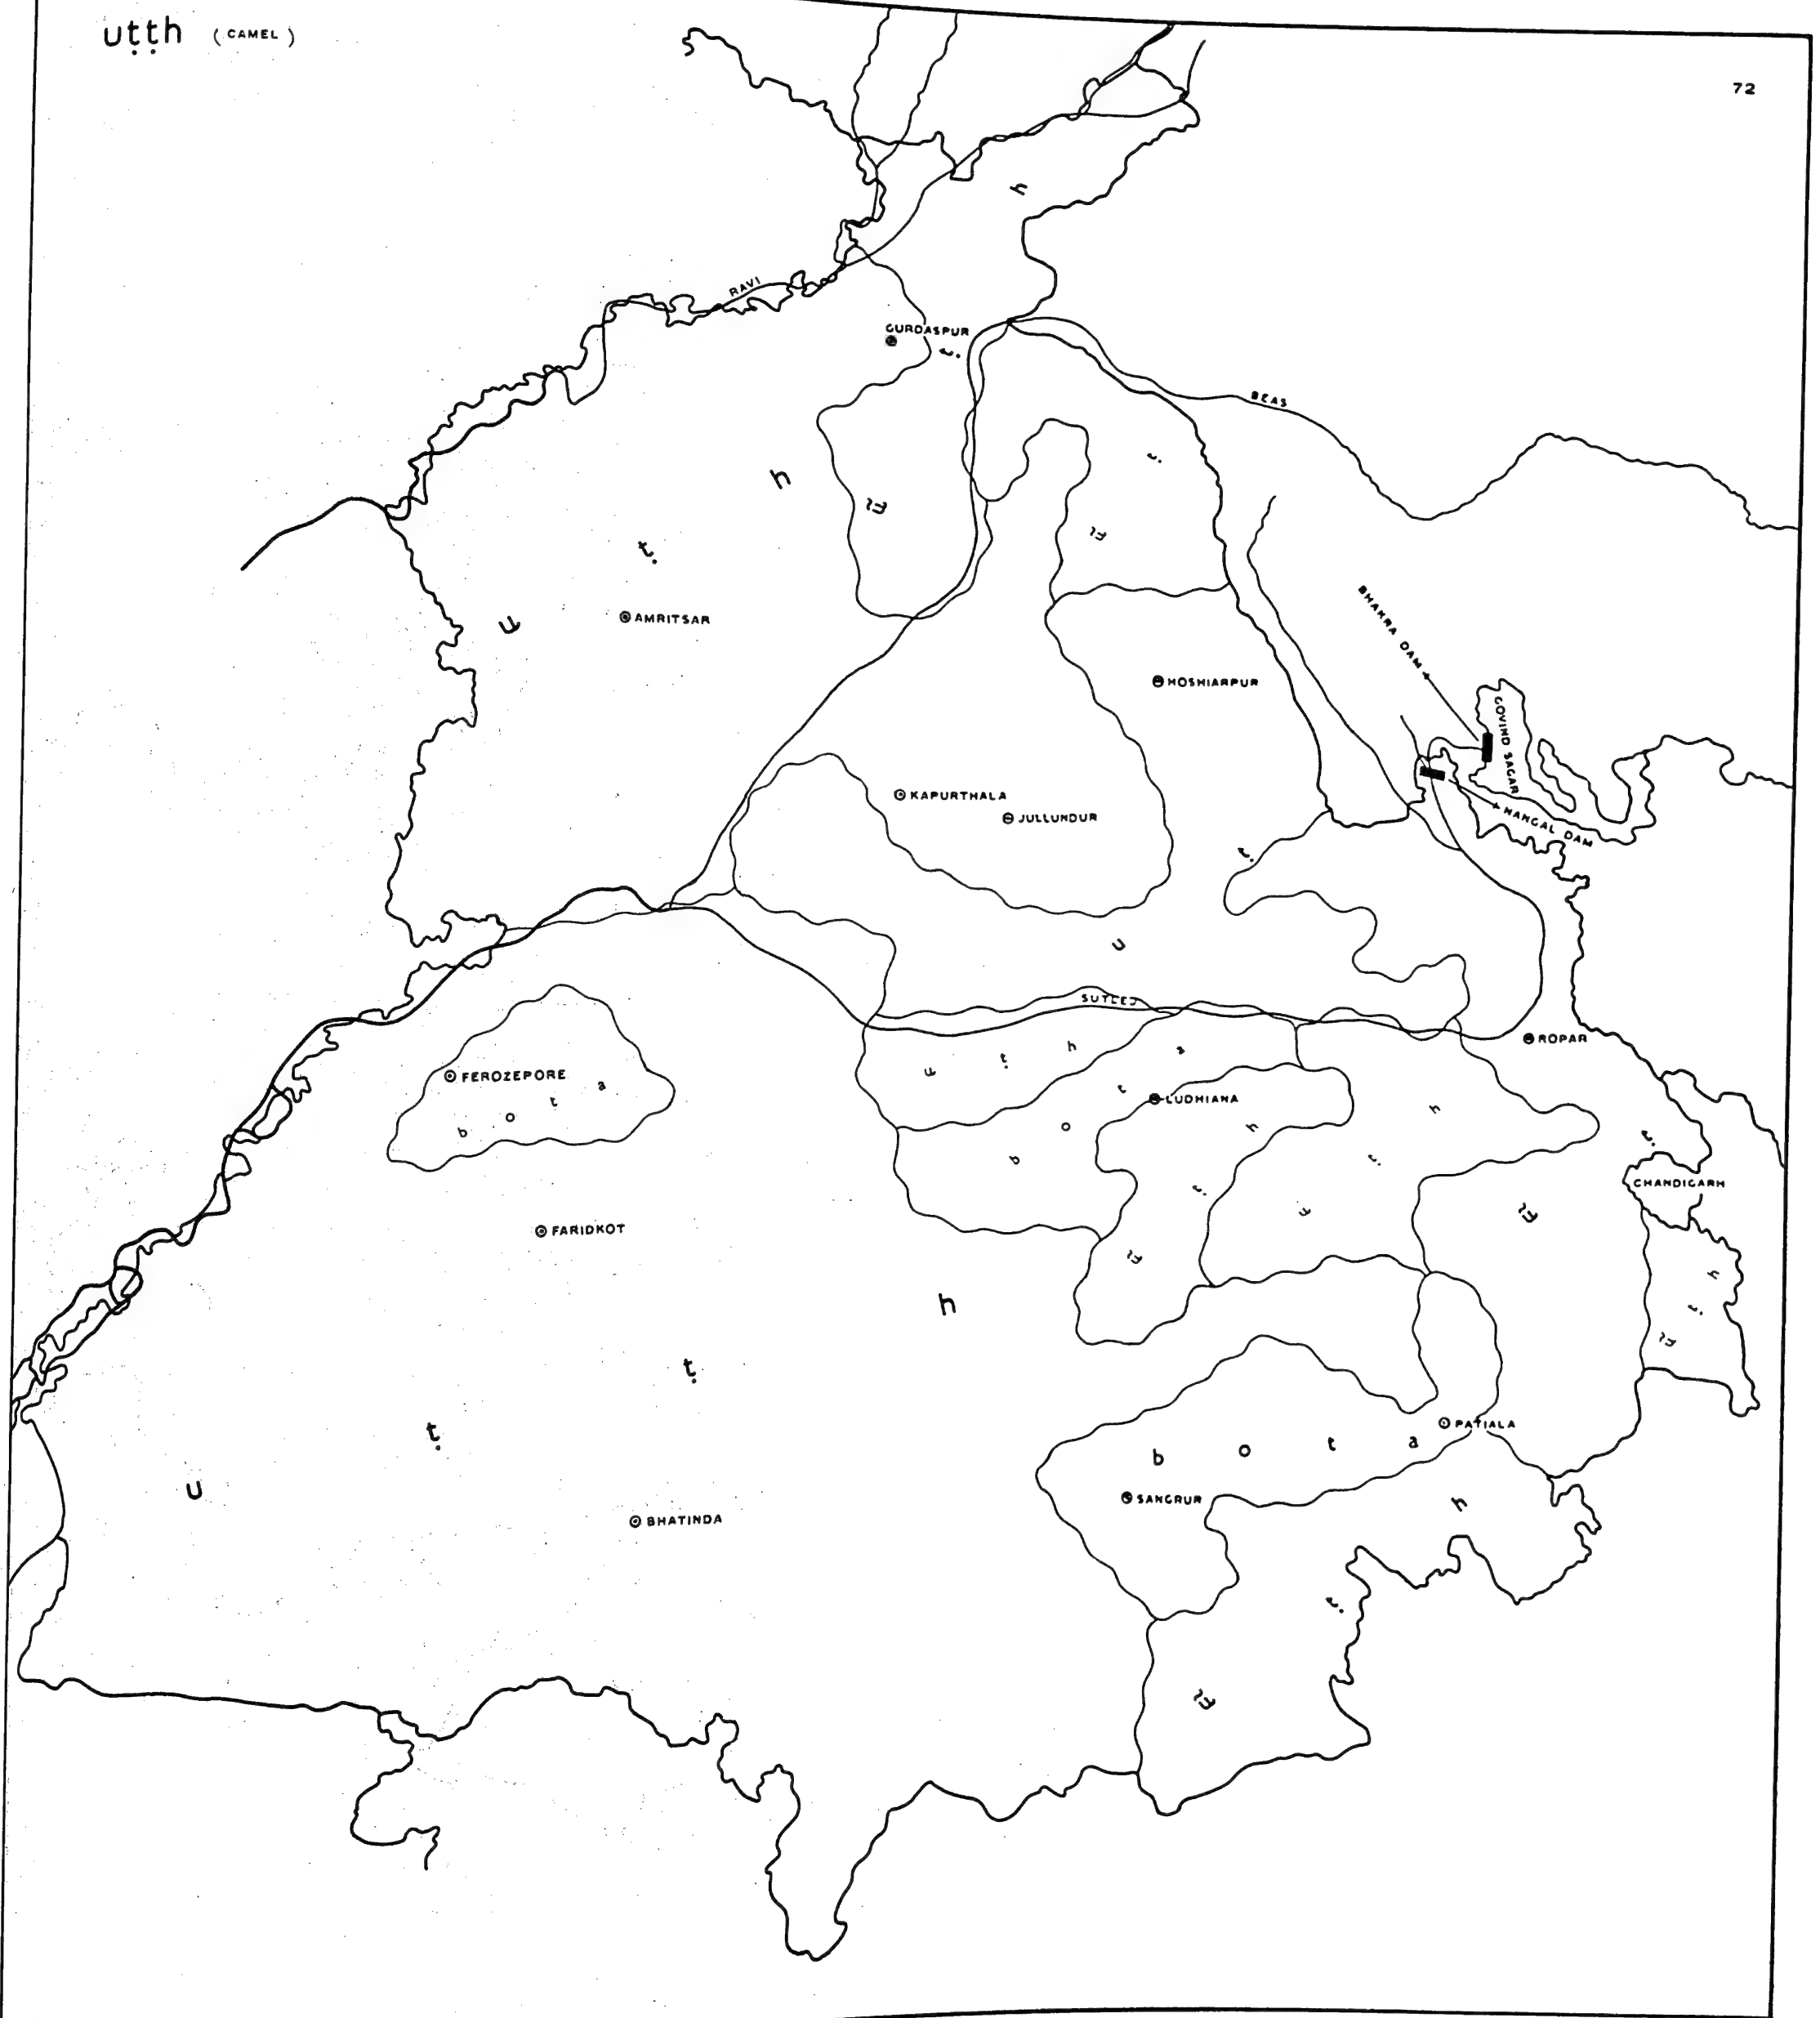 uṭṭh (CAMEL)
72
RAVI
GURDASPUR
BEAS
h
ṭ
u
AMRITSAR
HOSHIARPUR
BHAKRA DAM
GOVIND SAGAR
NANGAL DAM
KAPURTHALA
JULLUNDUR
u
SUTLEJ
ROPAR
u ṭ h
FEROZEPORE
b o t a
LUDHIANA
b o t a
CHANDIGARH
FARIDKOT
u ṭ ṭ h
PATIALA
b o t a
SANGRUR
BHATINDA